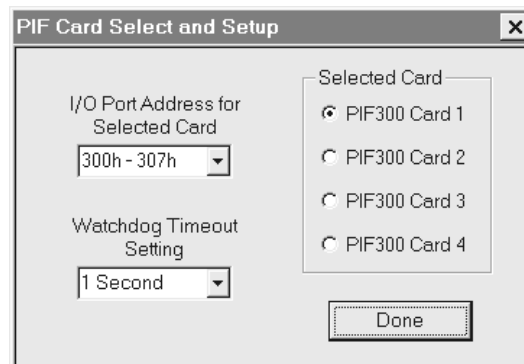 PIF Card Select and Setup
I/O Port Address for
Selected Card
300h - 307h
Watchdog Timeout
Setting
1 Second
Selected Card
PIF300 Card 1
PIF300 Card 2
PIF300 Card 3
PIF300 Card 4
Done